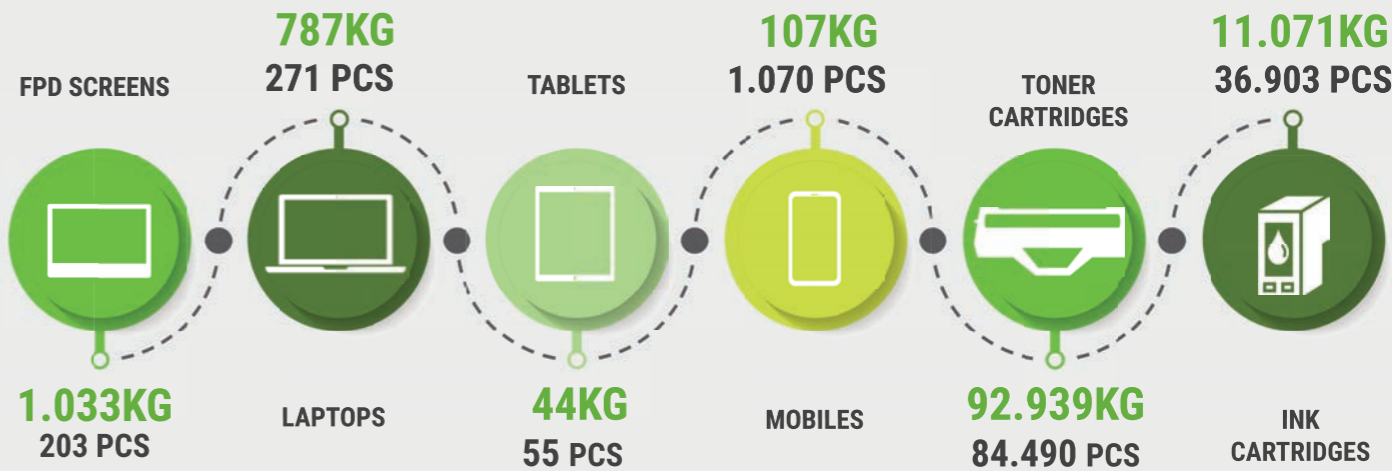 FPD SCREENS
1.033KG
203 PCS
787KG
271 PCS
LAPTOPS
TABLETS
44KG
55 PCS
107KG
1.070 PCS
MOBILES
TONER
CARTRIDGES
92.939KG
84.490 PCS
11.071KG
36.903 PCS
INK
CARTRIDGES